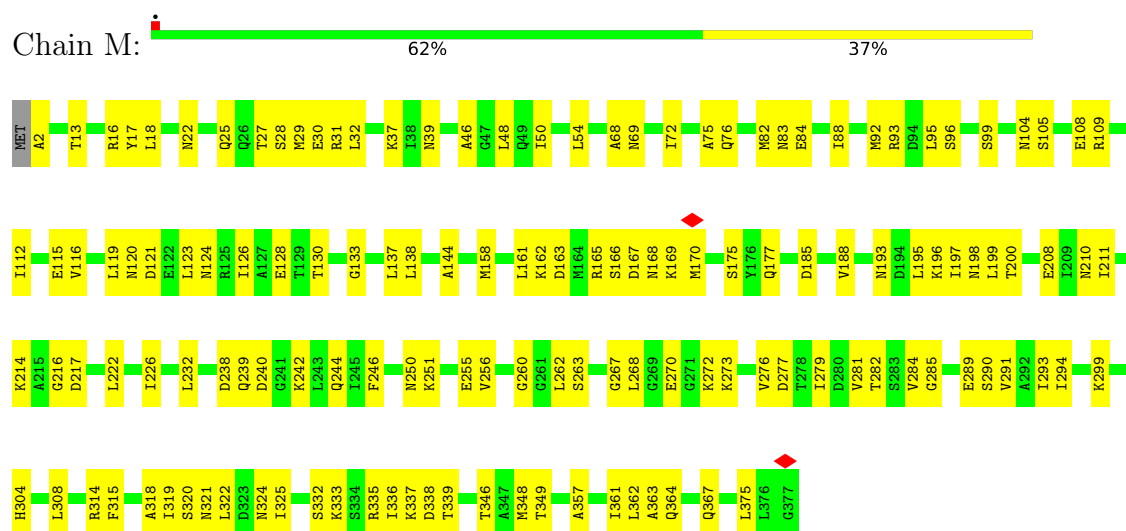 Chain M:
62% 37%
MET A2 T13 R16 Y17 L18 N22 Q25 Q26 T27 S28 M29 E30 R31 L32 K37 I38 N39 A46 G47 L48 Q49 I50 L54 A68 N69 I72 A75 Q76 M82 N83 E84 I88 M92 R93 D94 L95 S96 S99 N104 S105 E108 R109
I112 E115 V116 L119 N120 D121 E122 L123 N124 R125 I126 A127 E128 T129 T130 G133 L137 L138 A144 M158 L161 K162 D163 M164 R165 S166 D167 N168 K169 M170 S175 Y176 Q177 D185 V188 N193 D194 L195 K196 I197 N198 L199 T200 E208 I209 N210 I211
K214 A215 G216 D217 L222 I226 L232 D238 Q239 D240 G241 K242 L243 Q244 I245 F246 N250 K251 E255 V256 G260 G261 L262 S263 G267 L268 G269 E270 G271 K272 K273 V276 D277 T278 I279 D280 V281 T282 S283 V284 G285 E289 S290 V291 A292 I293 I294 K299
H304 L308 R314 F315 A318 I319 S320 N321 L322 D323 N324 I325 S332 K333 S334 R335 I336 K337 D338 T339 T346 A347 M348 T349 A357 I361 L362 A363 Q364 Q367 L375 L376 G377